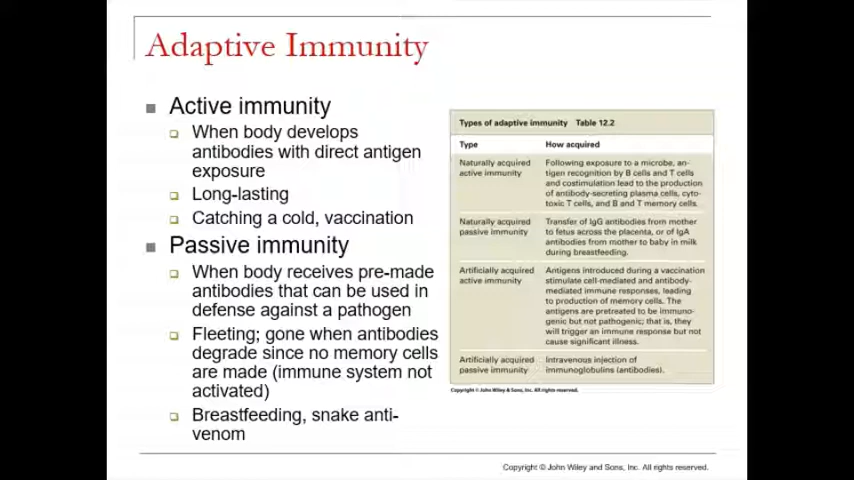 Adaptive Immunity
Active immunity
When body develops
antibodies with direct antigen
exposure
Long-lasting
Catching a cold, vaccination
Passive immunity
When body receives pre-made
antibodies that can be used in
defense against a pathogen
Fleeting; gone when antibodies
degrade since no memory cells
are made (immune system not
activated)
Breastfeeding, snake anti-
venom
Types of adaptive immunity Table 12.2
Type How acquired
Naturally acquired
active immunity
Following exposure to a microbe, an-
tigen recognition by B cells and T cells
and costimulation lead to the production
of antibody-secreting plasma cells, cyto-
toxic T cells, and B and T memory cells.
Naturally acquired
passive immunity
Transfer of IgG antibodies from mother
to fetus across the placenta, or of IgA
antibodies from mother to baby in milk
during breastfeeding.
Artificially acquired
active immunity
Antigens introduced during a vaccination
stimulate cell-mediated and antibody-
mediated immune responses, leading
to production of memory cells. The
antigens are pretreated to be immuno-
genic but not pathogenic; that is, they
will trigger an immune response but not
cause significant illness.
Artificially acquired
passive immunity
Intravenous injection of
immunoglobulins (antibodies).
Copyright © John Wiley & Sons, Inc. All rights reserved.
Copyright © John Wiley and Sons, Inc. All rights reserved.